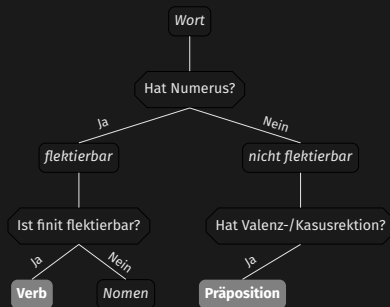 Wort
Hat Numerus?
Ja
Nein
flektierbar
nicht flektierbar
Ist finit flektierbar?
Hat Valenz-/Kasusrektion?
Ja
Nein
Ja
Verb
Nomen
Präposition